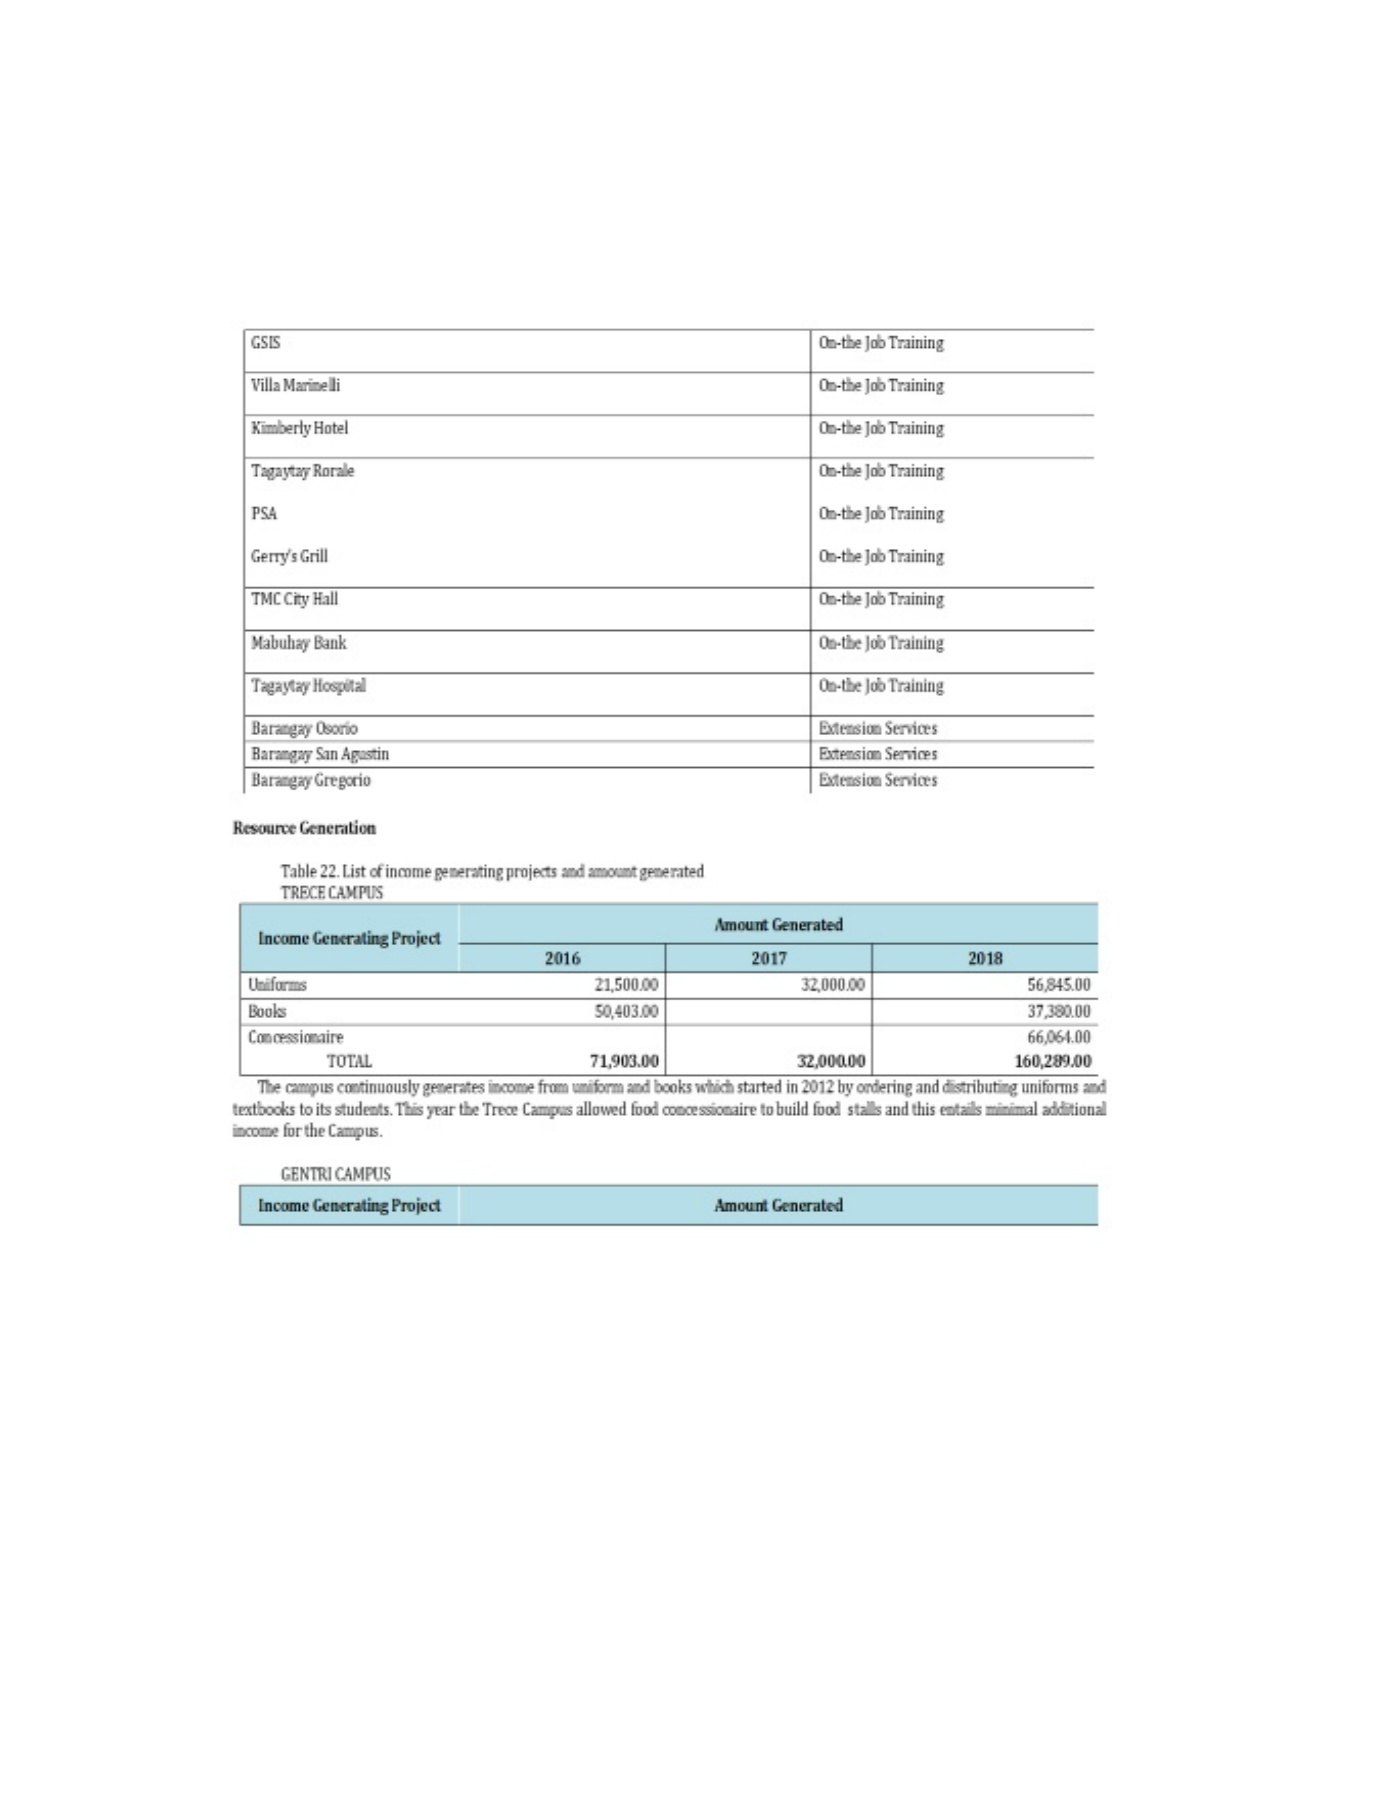 GSIS On-the Job Training
Villa Marinelli On-the Job Training
Kimberly Hotel On-the Job Training
Tagaytay Rorale On-the Job Training
PSA On-the Job Training
Gerry's Grill On-the Job Training
TMC City Hall On-the Job Training
Mabuhay Bank On-the Job Training
Tagaytay Hospital On-the Job Training
Barangay Osorio Extension Services
Barangay San Agustin Extension Services
Barangay Gregorio Extension Services
Resource Generation
Table 22. List of income generating projects and amount generated
TRECE CAMPUS
Income Generating Project Amount Generated
2016 2017 2018
Uniforms 21,500.00 32,000.00 56,845.00
Books 50,403.00 37,380.00
Concessionaire 66,064.00
TOTAL 71,903.00 32,000.00 160,289.00
The campus continuously generates income from uniform and books which started in 2012 by ordering and distributing uniforms and
textbooks to its students. This year the Trece Campus allowed food concessionaire to build food stalls and this entails minimal additional
income for the Campus.
GENTRI CAMPUS
Income Generating Project Amount Generated